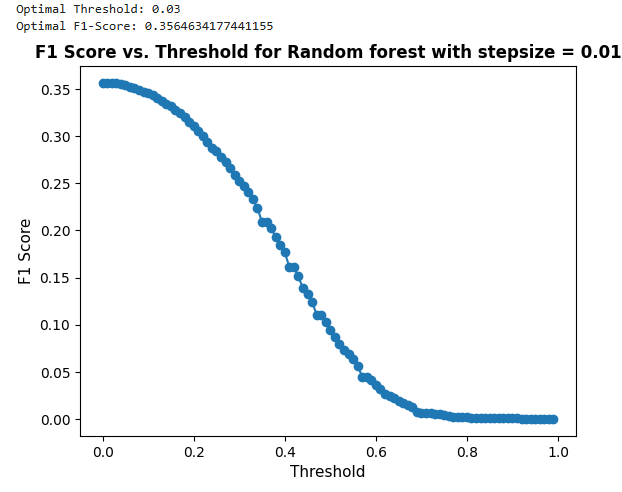 Optimal Threshold: 0.03
Optimal F1-Score: 0.3564634177441155
F1 Score vs. Threshold for Random forest with stepsize = 0.01
0.35
0.30
0.25
0.20
0.15
0.10
0.05
0.00
F1 Score
0.0 0.2 0.4 0.6 0.8 1.0
Threshold